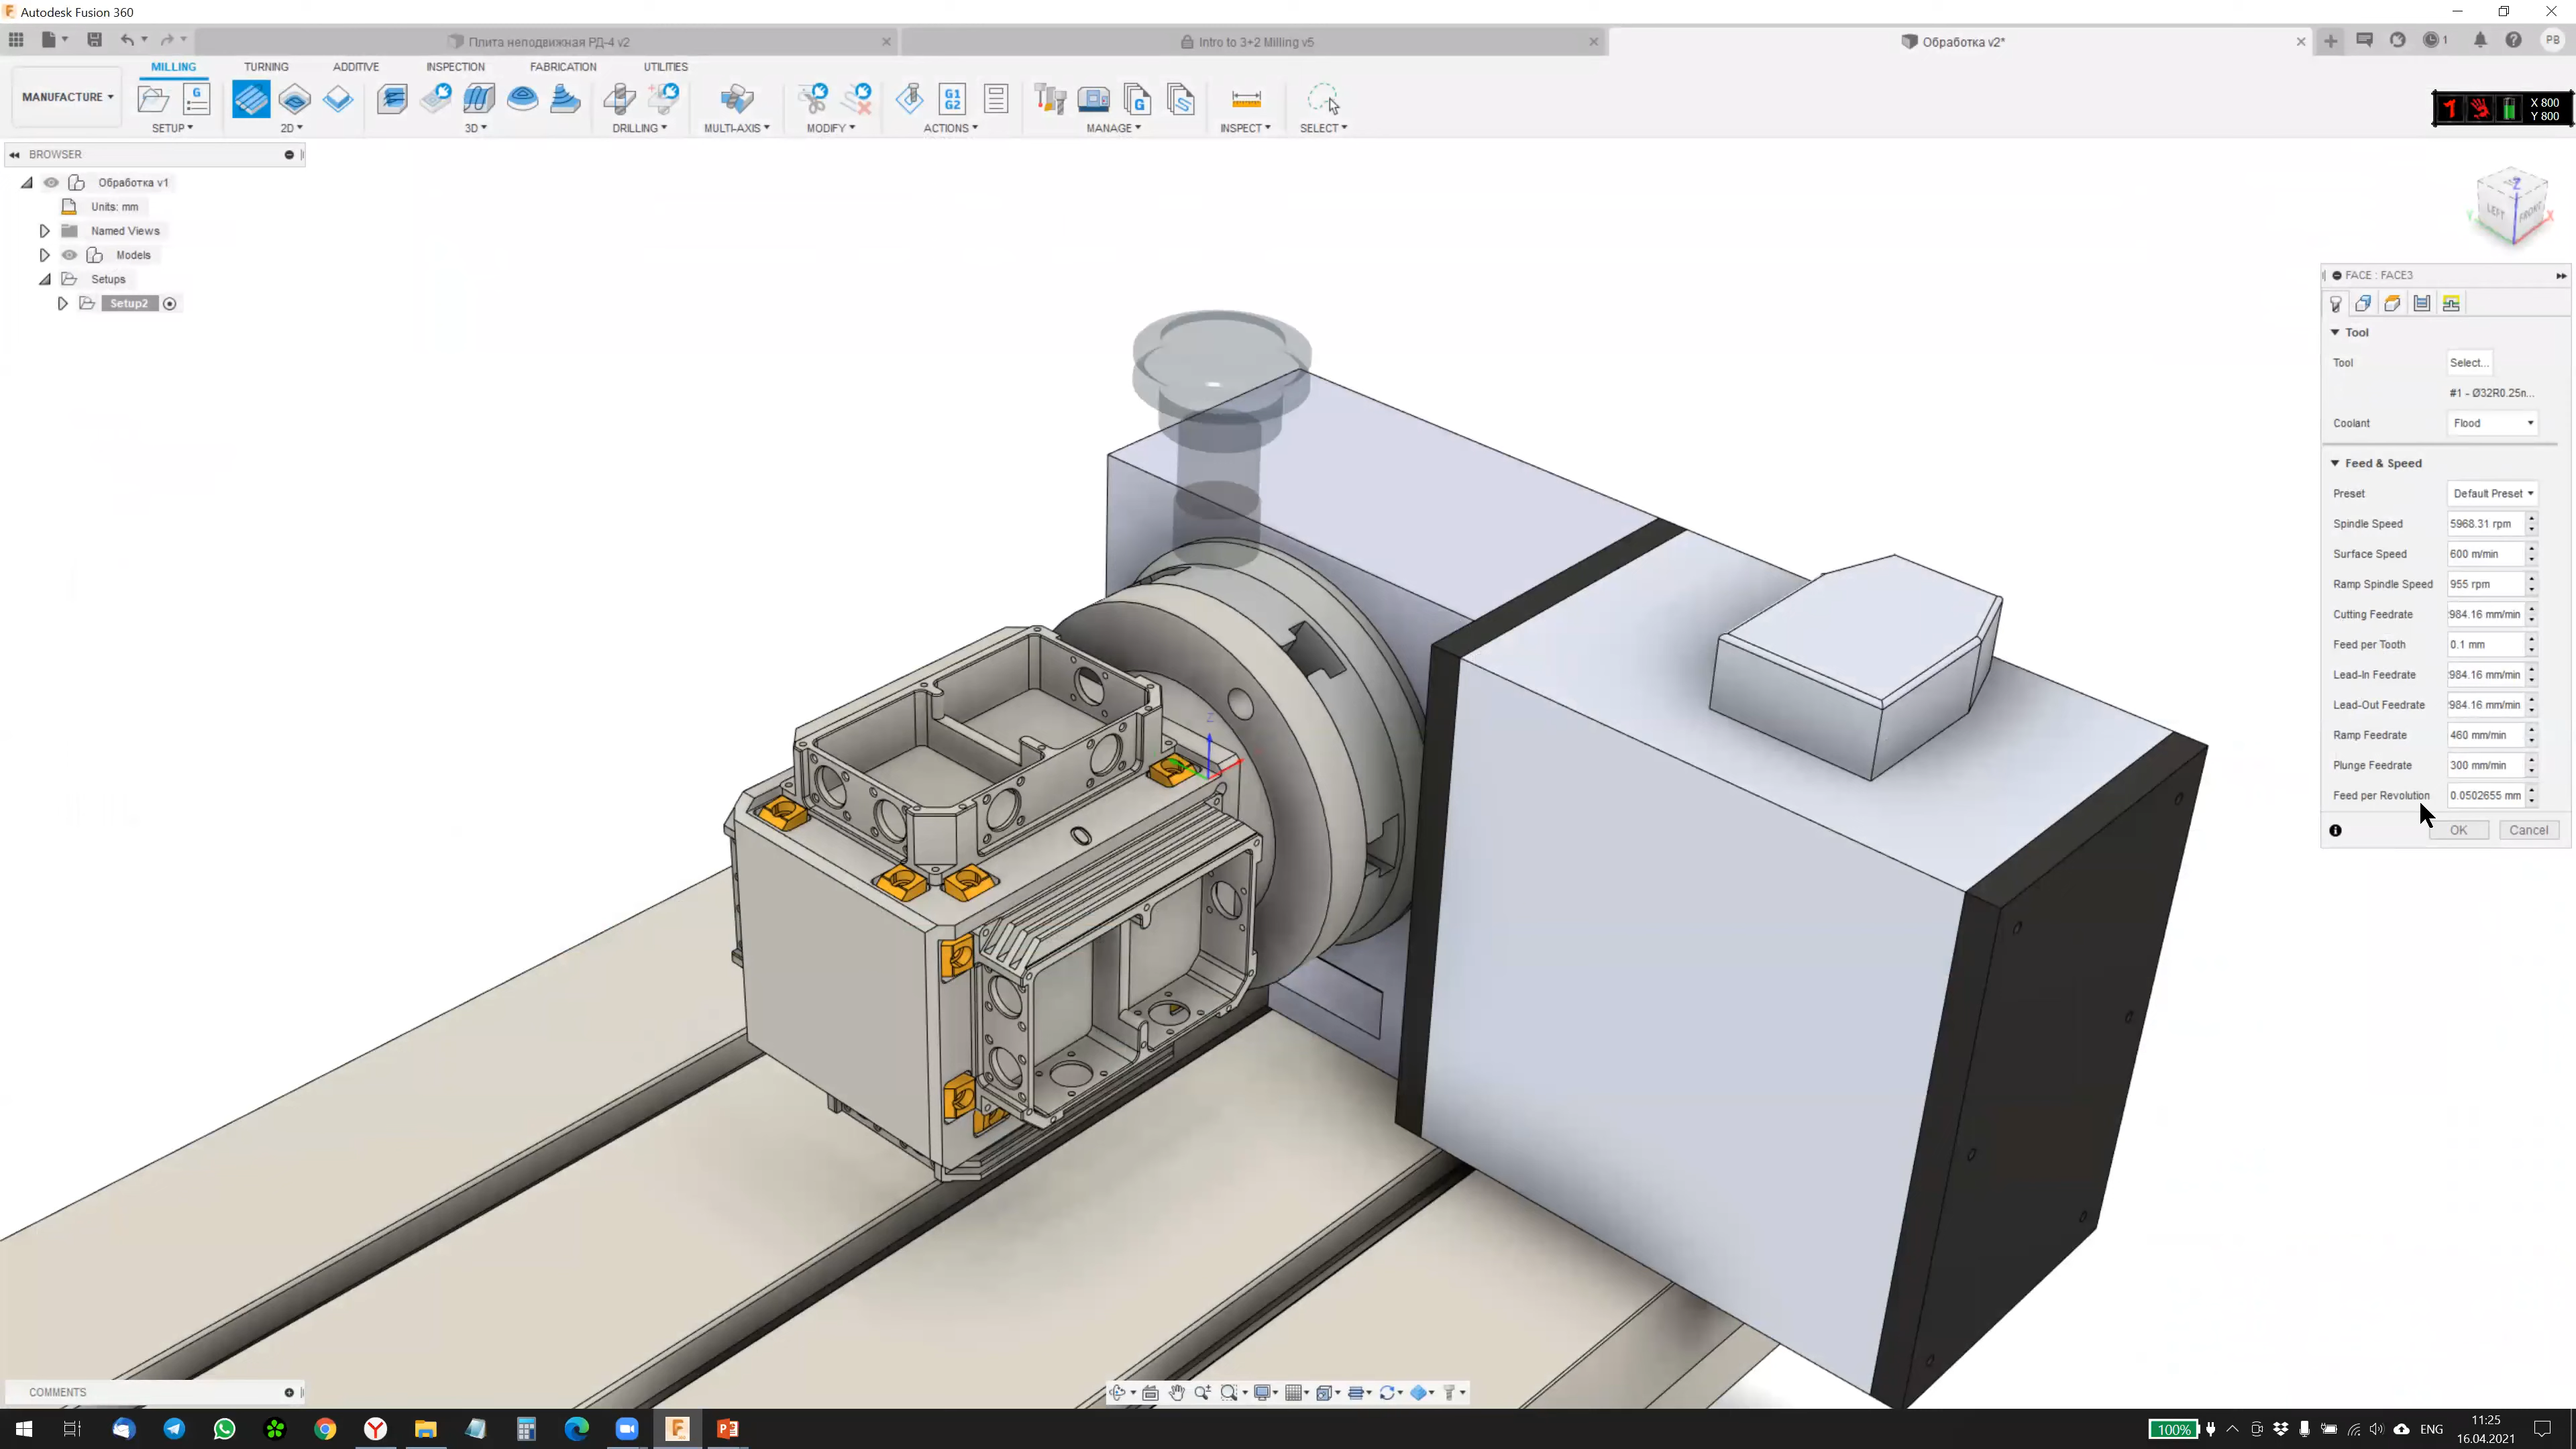 Autodesk Fusion 360
Плита неподвижная РД-4 v2
Intro to 3+2 Milling v5
Обработка v2*
1
PB
MANUFACTURE
MILLING
TURNING
ADDITIVE
INSPECTION
FABRICATION
UTILITIES
G
G1
G2
G
SETUP
2D
3D
DRILLING
MULTI-AXIS
MODIFY
ACTIONS
MANAGE
INSPECT
SELECT
X 800
Y 800
BROWSER
Обработка v1
Units: mm
Named Views
Models
Setups
Setup2
Z
LEFT
FRONT
Y
X
FACE : FACE3
Tool
Tool
Select...
#1 - Ø32R0.25n...
Coolant
Flood
Feed & Speed
Preset
Default Preset
Spindle Speed
5968.31 rpm
Surface Speed
600 m/min
Ramp Spindle Speed
955 rpm
Cutting Feedrate
984.16 mm/min
Feed per Tooth
0.1 mm
Lead-In Feedrate
984.16 mm/min
Lead-Out Feedrate
984.16 mm/min
Ramp Feedrate
460 mm/min
Plunge Feedrate
300 mm/min
Feed per Revolution
0.0502655 mm
OK
Cancel
Z
COMMENTS
100%
ENG
11:25
16.04.2021